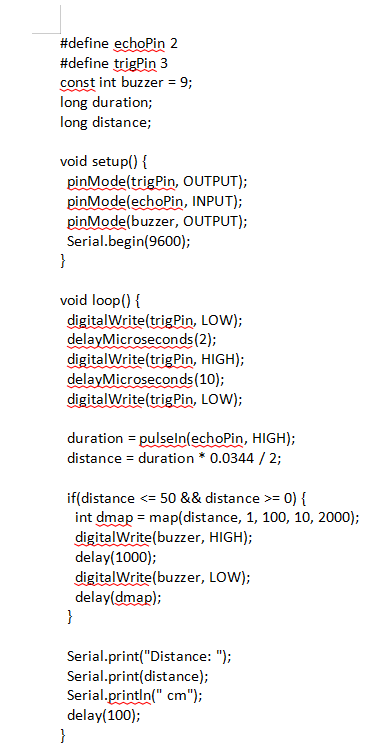 #define echoPin 2
#define trigPin 3
const int buzzer = 9;
long duration;
long distance;

void setup() {
  pinMode(trigPin, OUTPUT);
  pinMode(echoPin, INPUT);
  pinMode(buzzer, OUTPUT);
  Serial.begin(9600);
}

void loop() {
  digitalWrite(trigPin, LOW);
  delayMicroseconds(2);
  digitalWrite(trigPin, HIGH);
  delayMicroseconds(10);
  digitalWrite(trigPin, LOW);

  duration = pulseIn(echoPin, HIGH);
  distance = duration * 0.0344 / 2;

  if(distance <= 50 && distance >= 0) {
    int dmap = map(distance, 1, 100, 10, 2000);
    digitalWrite(buzzer, HIGH);
    delay(1000);
    digitalWrite(buzzer, LOW);
    delay(dmap);
  }

  Serial.print("Distance: ");
  Serial.print(distance);
  Serial.println(" cm");
  delay(100);
}